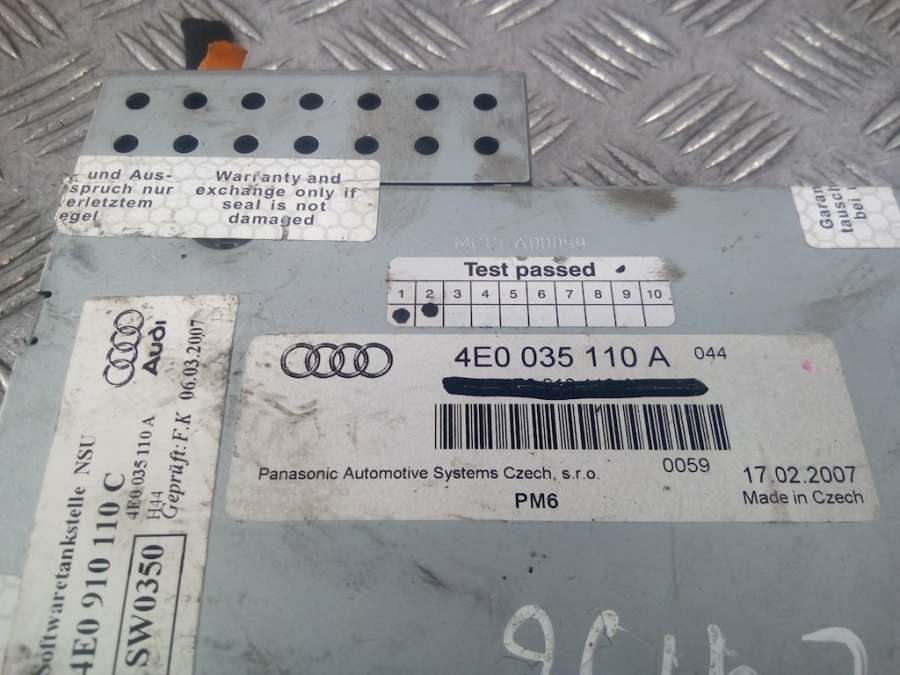 und Aus-
spruch nur
verletztem
egel
Warranty and
exchange only if
seal is not
damaged
Garan
tausch
bei
Test passed
1 2 3 4 5 6 7 8 9 10
4E0 035 110 A 044
0059
Panasonic Automotive Systems Czech, s.r.o.
PM6
17.02.2007
Made in Czech
Audi
Softwaretankstelle NSU
4E0 910 110 C
4E0 035 110 A
H44
Geprüft: F.K 06.03.2007
SW0350